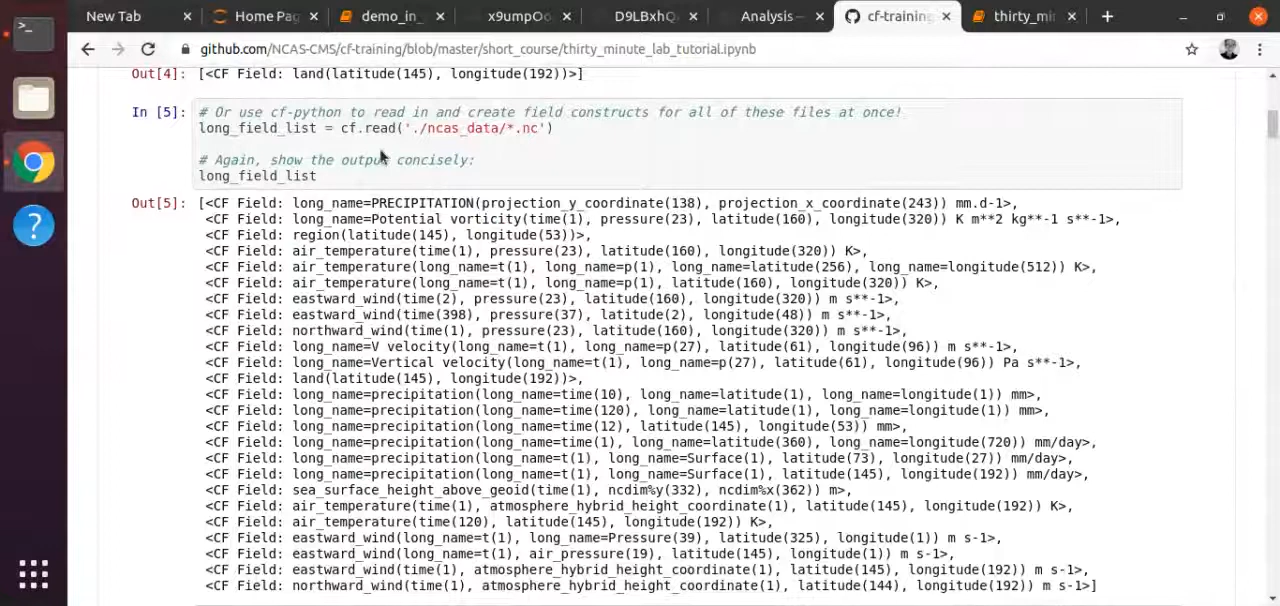 New Tab
Home Pag
demo_in_
x9umpOo
D9LBxhQ
Analysis –
cf-training
thirty_mi
github.com/NCAS-CMS/cf-training/blob/master/short_course/thirty_minute_lab_tutorial.ipynb
Out[4]: [<CF Field: land(latitude(145), longitude(192))>]
In [5]: # Or use cf-python to read in and create field constructs for all of these files at once!
long_field_list = cf.read('./ncas_data/*.nc')
# Again, show the output concisely:
long_field_list
Out[5]: [<CF Field: long_name=PRECIPITATION(projection_y_coordinate(138), projection_x_coordinate(243)) mm.d-1>,
<CF Field: long_name=Potential vorticity(time(1), pressure(23), latitude(160), longitude(320)) K m**2 kg**-1 s**-1>,
<CF Field: region(latitude(145), longitude(53))>,
<CF Field: air_temperature(time(1), pressure(23), latitude(160), longitude(320)) K>,
<CF Field: air_temperature(long_name=t(1), long_name=p(1), long_name=latitude(256), long_name=longitude(512)) K>,
<CF Field: air_temperature(long_name=t(1), long_name=p(1), latitude(160), longitude(320)) K>,
<CF Field: eastward_wind(time(2), pressure(23), latitude(160), longitude(320)) m s**-1>,
<CF Field: eastward_wind(time(398), pressure(37), latitude(2), longitude(48)) m s**-1>,
<CF Field: northward_wind(time(1), pressure(23), latitude(160), longitude(320)) m s**-1>,
<CF Field: long_name=V velocity(long_name=t(1), long_name=p(27), latitude(61), longitude(96)) m s**-1>,
<CF Field: long_name=Vertical velocity(long_name=t(1), long_name=p(27), latitude(61), longitude(96)) Pa s**-1>,
<CF Field: land(latitude(145), longitude(192))>,
<CF Field: long_name=precipitation(long_name=time(10), long_name=latitude(1), long_name=longitude(1)) mm>,
<CF Field: long_name=precipitation(long_name=time(120), long_name=latitude(1), long_name=longitude(1)) mm>,
<CF Field: long_name=precipitation(long_name=time(12), latitude(145), longitude(53)) mm>,
<CF Field: long_name=precipitation(long_name=time(1), long_name=latitude(360), long_name=longitude(720)) mm/day>,
<CF Field: long_name=precipitation(long_name=t(1), long_name=Surface(1), latitude(73), longitude(27)) mm/day>,
<CF Field: long_name=precipitation(long_name=t(1), long_name=Surface(1), latitude(145), longitude(192)) mm/day>,
<CF Field: sea_surface_height_above_geoid(time(1), ncdim%y(332), ncdim%x(362)) m>,
<CF Field: air_temperature(time(1), atmosphere_hybrid_height_coordinate(1), latitude(145), longitude(192)) K>,
<CF Field: air_temperature(time(120), latitude(145), longitude(192)) K>,
<CF Field: eastward_wind(long_name=t(1), long_name=Pressure(39), latitude(325), longitude(1)) m s-1>,
<CF Field: eastward_wind(long_name=t(1), air_pressure(19), latitude(145), longitude(1)) m s-1>,
<CF Field: eastward_wind(time(1), atmosphere_hybrid_height_coordinate(1), latitude(145), longitude(192)) m s-1>,
<CF Field: northward_wind(time(1), atmosphere_hybrid_height_coordinate(1), latitude(144), longitude(192)) m s-1>]